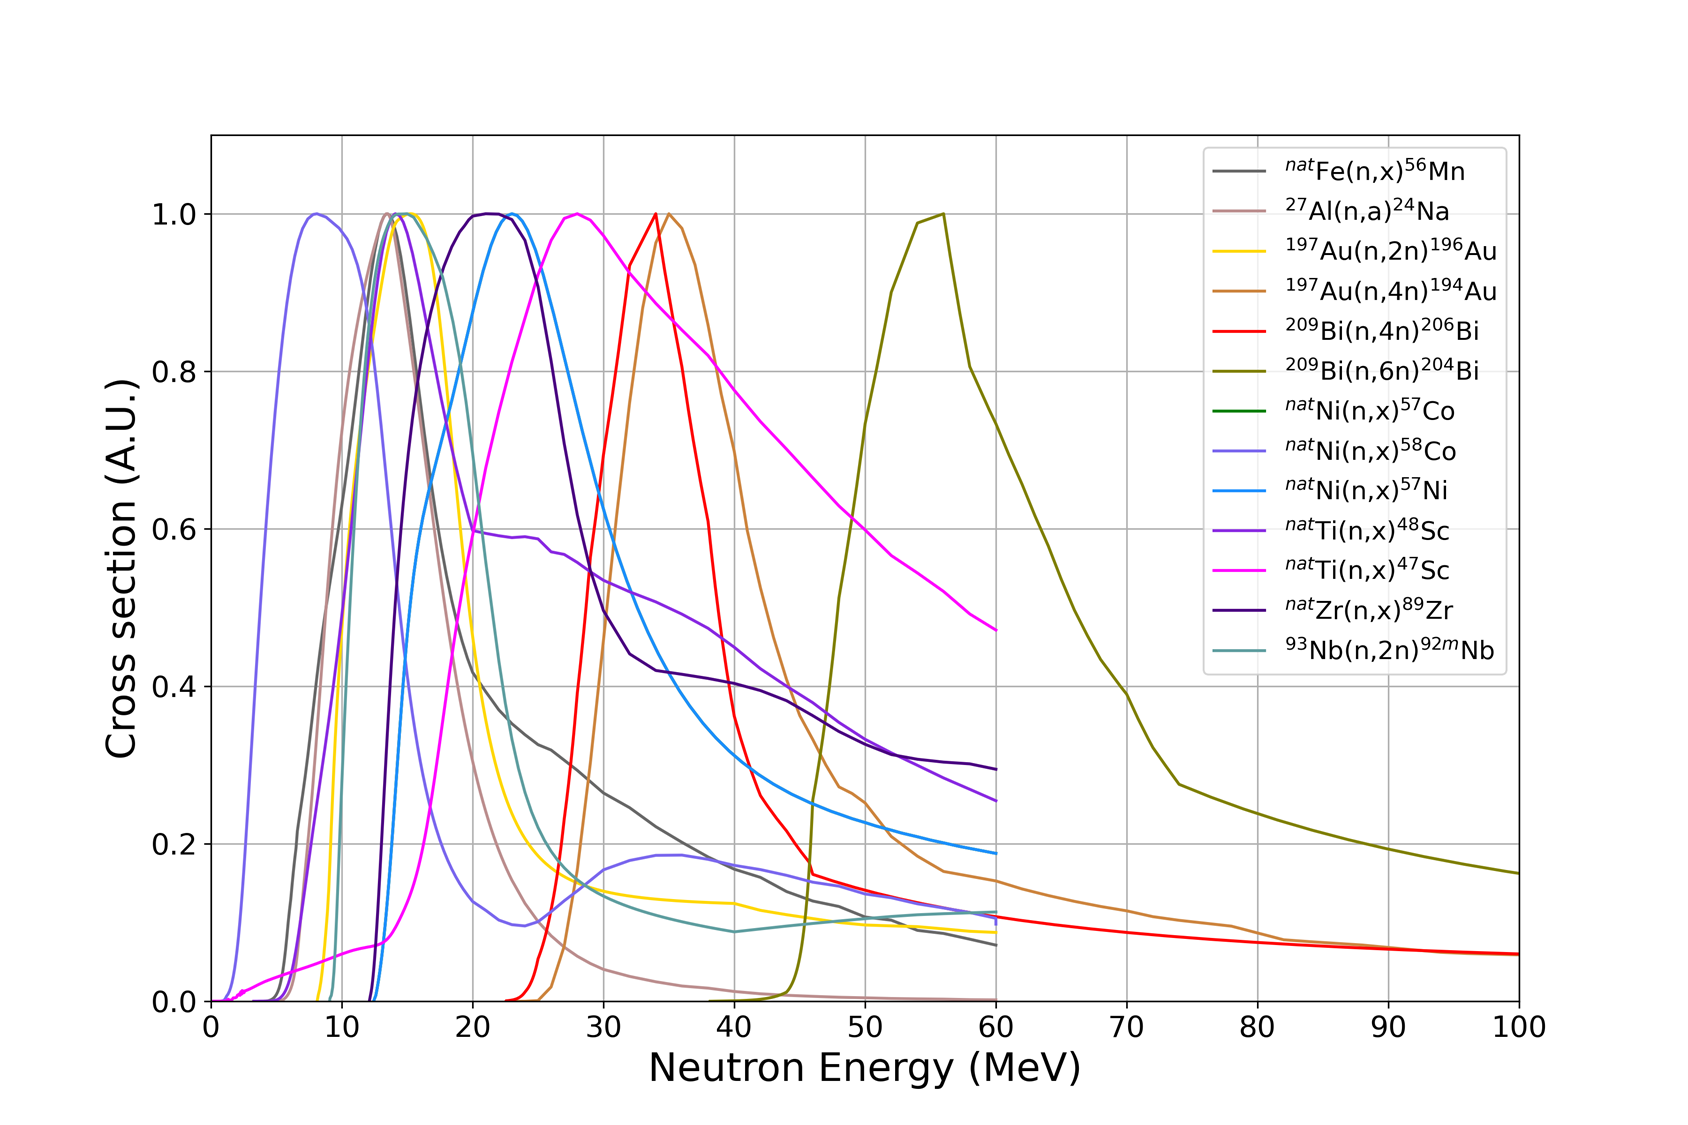 1.0
0.8
0.6
0.4
0.2
0.0
Cross section (A.U.)
natFe(n,x)56Mn
27Al(n,a)24Na
197Au(n,2n)196Au
197Au(n,4n)194Au
209Bi(n,4n)206Bi
209Bi(n,6n)204Bi
natNi(n,x)57Co
natNi(n,x)58Co
natNi(n,x)57Ni
natTi(n,x)48Sc
natTi(n,x)47Sc
natZr(n,x)89Zr
93Nb(n,2n)92mNb
0 10 20 30 40 50 60 70 80 90 100
Neutron Energy (MeV)